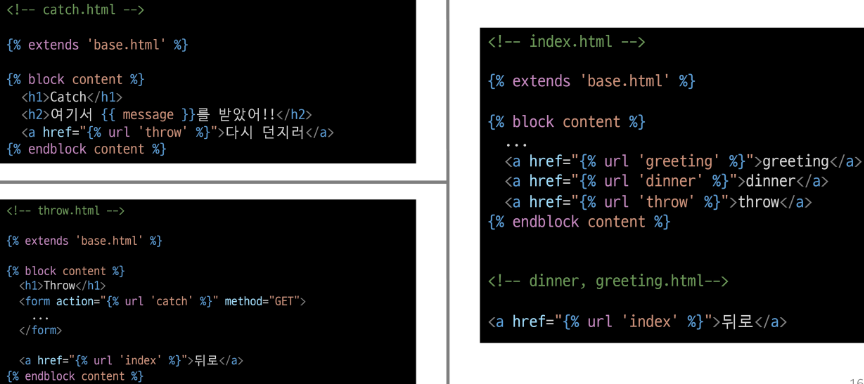 <!-- catch.html -->
{% extends 'base.html' %}
{% block content %}
<h1>Catch</h1>
<h2>여기서 {{ message }}를 받았어!!</h2>
<a href="{% url 'throw' %}">다시 던지러</a>
{% endblock content %}
<!-- throw.html -->
{% extends 'base.html' %}
{% block content %}
<h1>Throw</h1>
<form action="{% url 'catch' %}" method="GET">
...
</form>
<a href="{% url 'index' %}">뒤로</a>
{% endblock content %}
<!-- index.html -->
{% extends 'base.html' %}
{% block content %}
...
<a href="{% url 'greeting' %}">greeting</a>
<a href="{% url 'dinner' %}">dinner</a>
<a href="{% url 'throw' %}">throw</a>
{% endblock content %}
<!-- dinner, greeting.html-->
<a href="{% url 'index' %}">뒤로</a>